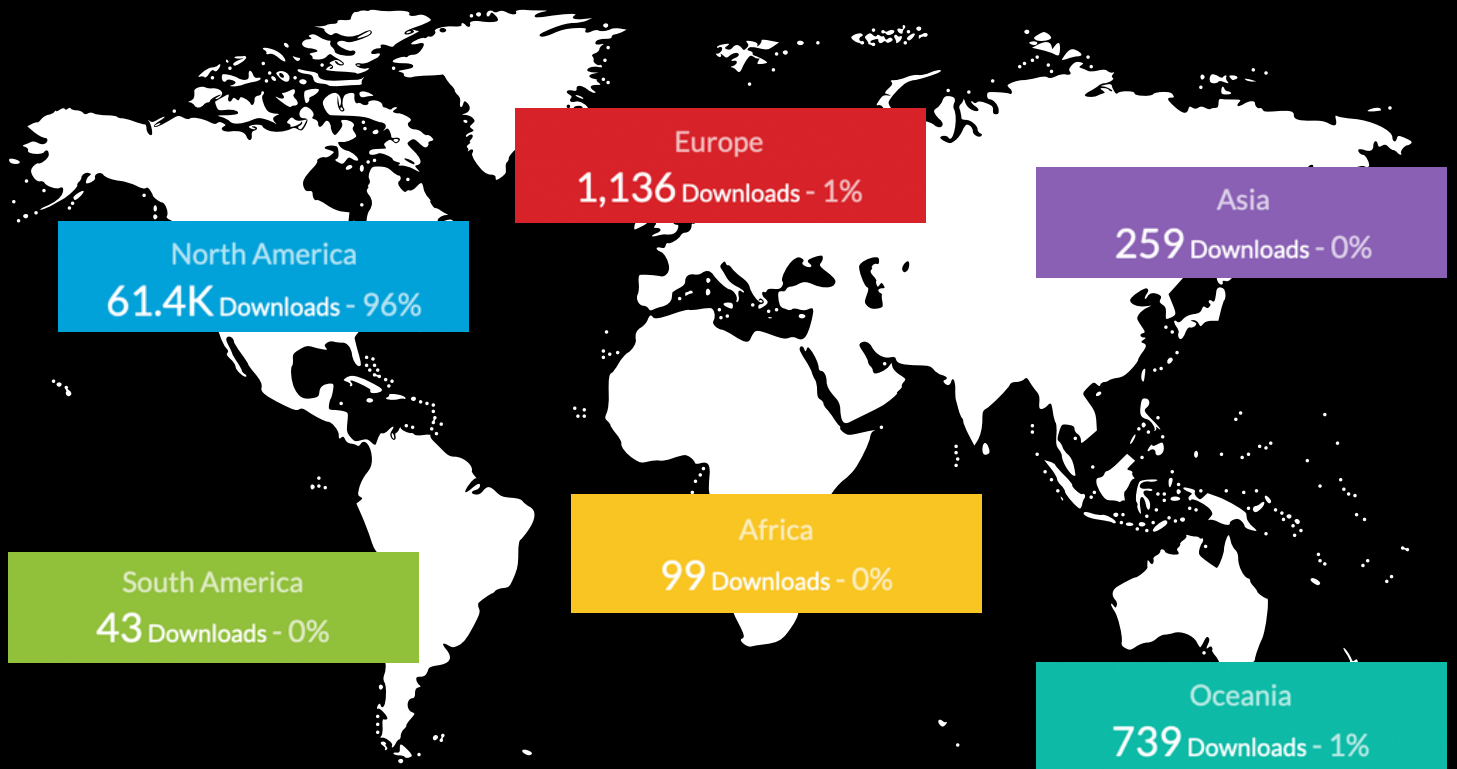 Europe
1,136 Downloads - 1%
Asia
259 Downloads - 0%
North America
61.4K Downloads - 96%
Africa
99 Downloads - 0%
South America
43 Downloads - 0%
Oceania
739 Downloads - 1%